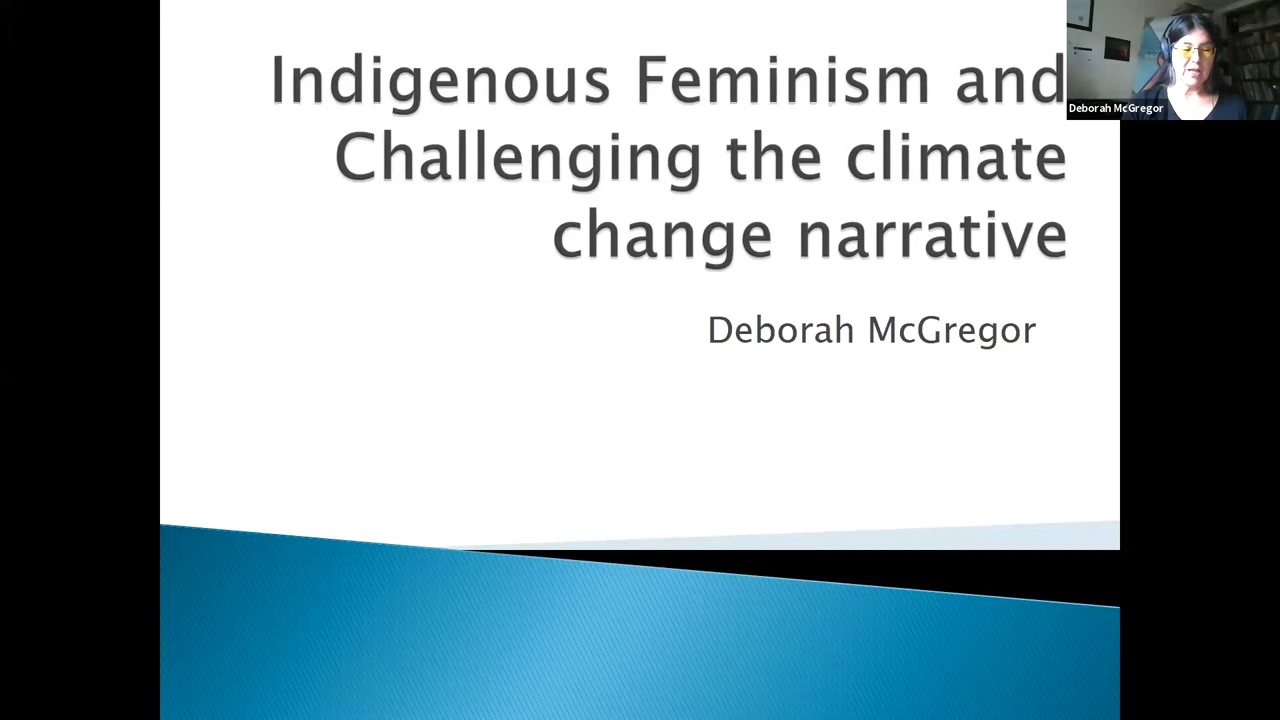 Indigenous Feminism and
Challenging the climate
change narrative
Deborah McGregor
Deborah McGregor